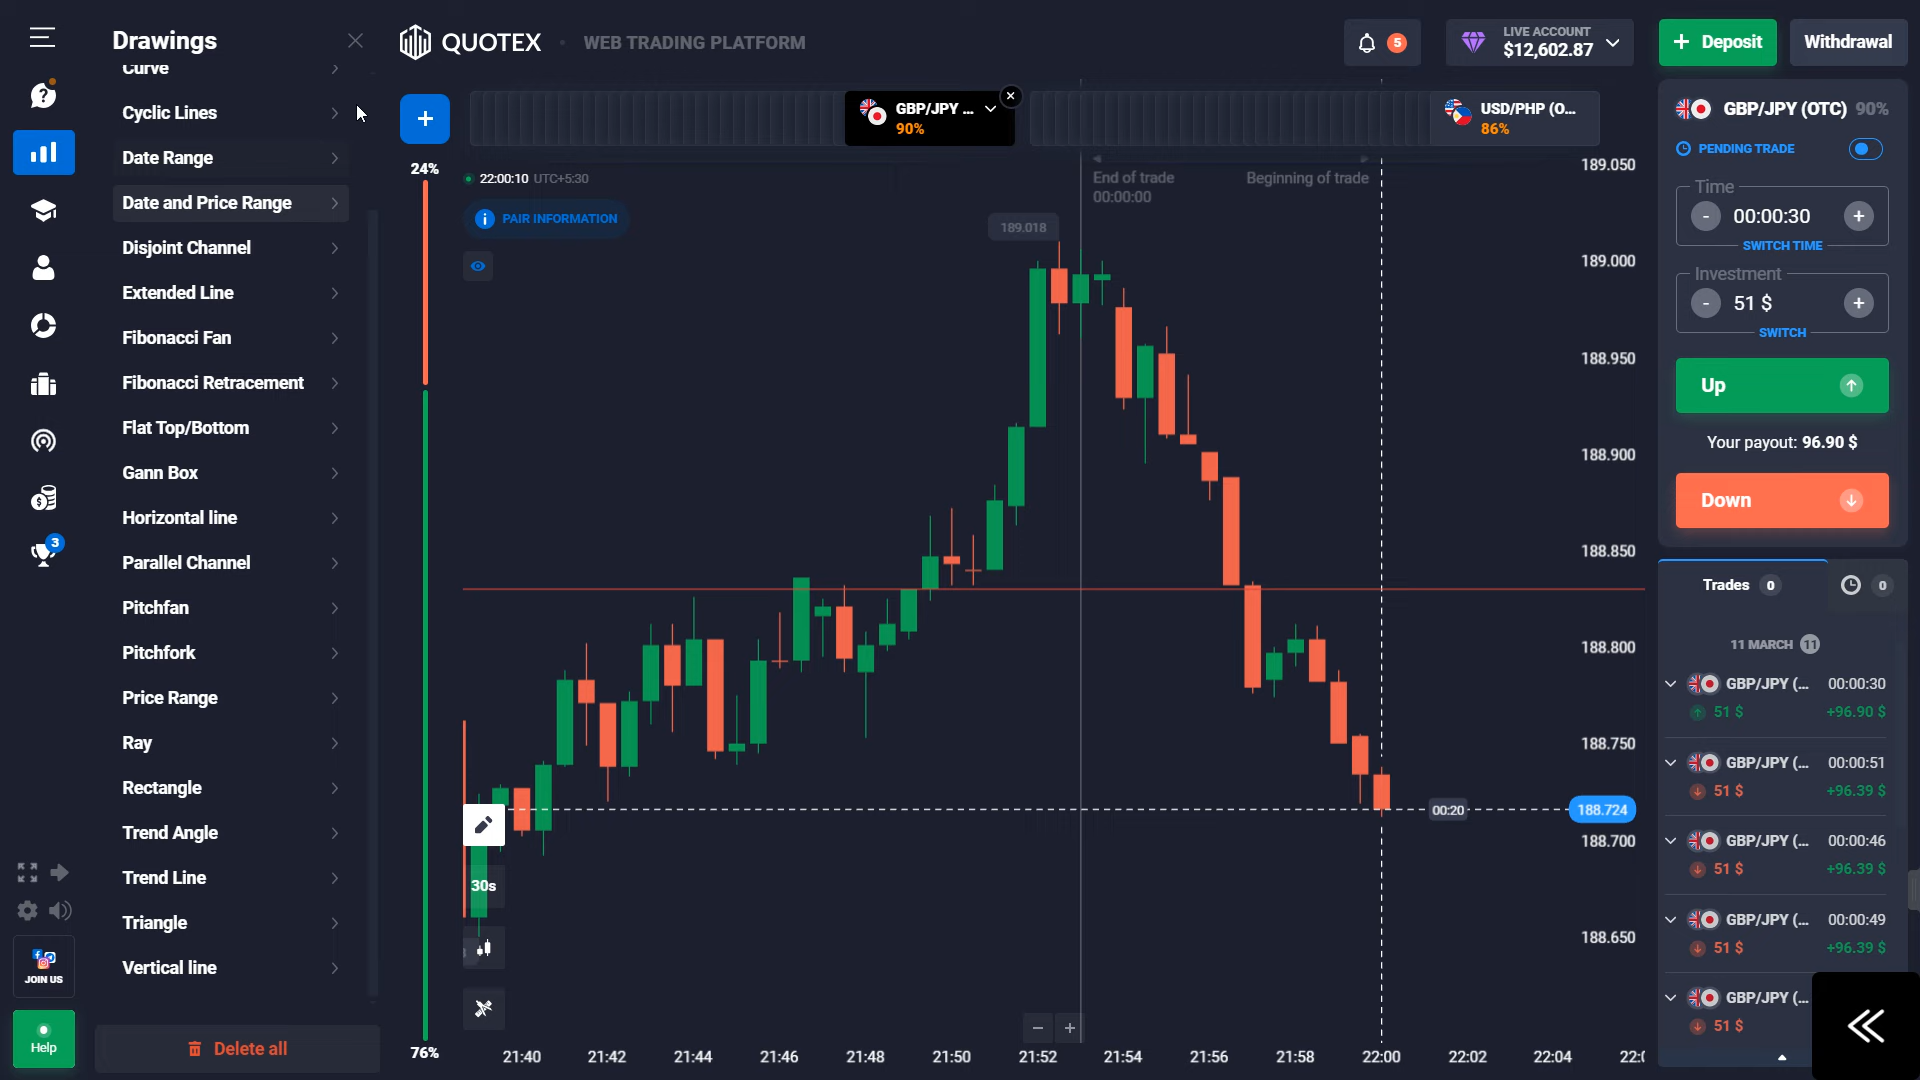 Drawings
Curve
Cyclic Lines
Date Range
Date and Price Range
Disjoint Channel
Extended Line
Fibonacci Fan
Fibonacci Retracement
Flat Top/Bottom
Gann Box
Horizontal line
Parallel Channel
Pitchfan
Pitchfork
Price Range
Ray
Rectangle
Trend Angle
Trend Line
Triangle
Vertical line
Delete all
3
JOIN US
Help
QUOTEX
WEB TRADING PLATFORM
5
LIVE ACCOUNT
$12,602.87
Deposit
Withdrawal
GBP/JPY ...
90%
USD/PHP (O...
86%
24%
76%
22:00:10 UTC+5:30
PAIR INFORMATION
End of trade
00:00:00
Beginning of trade
189.018
189.050
189.000
188.950
188.900
188.850
188.800
188.750
00:20
188.724
188.700
188.650
30s
21:40 21:42 21:44 21:46 21:48 21:50 21:52 21:54 21:56 21:58 22:00 22:02 22:04 22:0
GBP/JPY (OTC) 90%
PENDING TRADE
Time
- 00:00:30 +
SWITCH TIME
Investment
- 51 $ +
SWITCH
Up
Your payout: 96.90 $
Down
Trades 0
0
11 MARCH 11
GBP/JPY (... 00:00:30
51 $ +96.90 $
GBP/JPY (... 00:00:51
51 $ +96.39 $
GBP/JPY (... 00:00:46
51 $ +96.39 $
GBP/JPY (... 00:00:49
51 $ +96.39 $
GBP/JPY (...
51 $